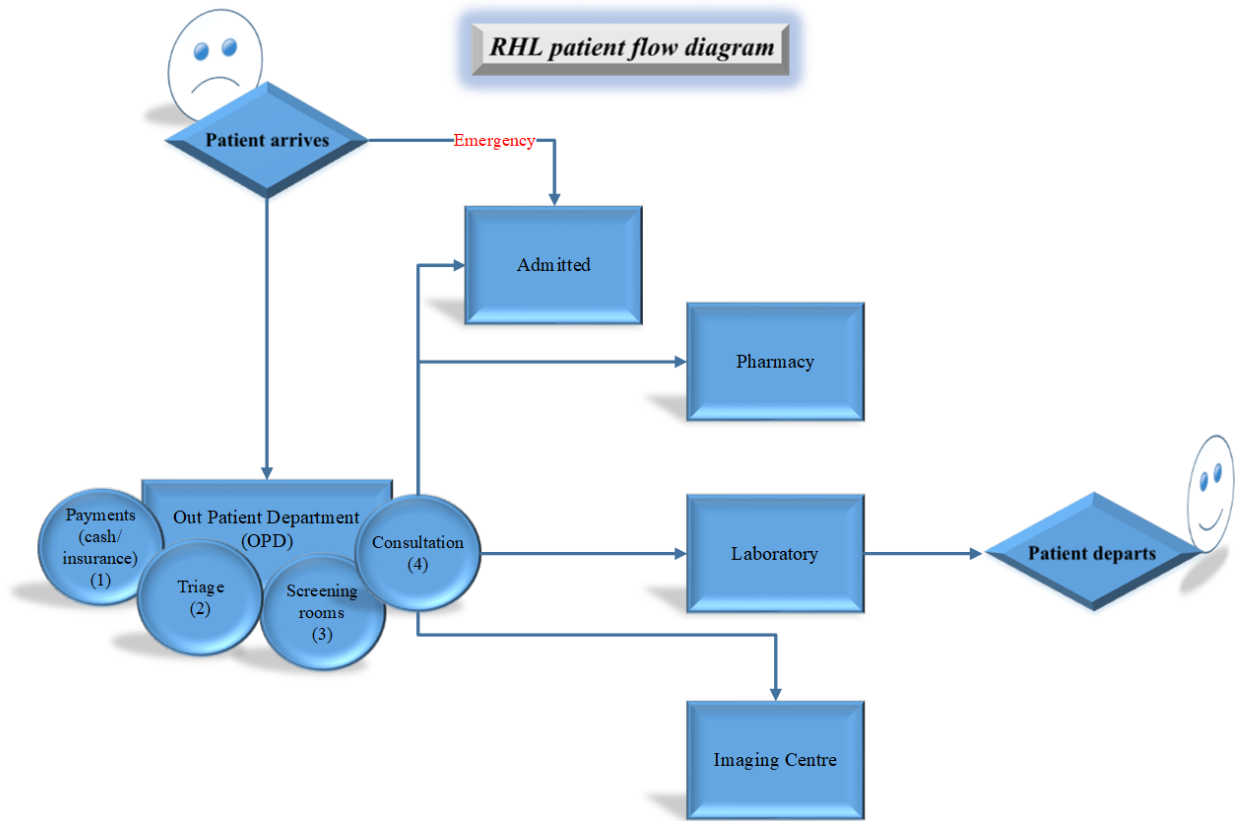 RHL patient flow diagram
Patient arrives
Emergency
Admitted
Pharmacy
Out Patient Department
(OPD)
Payments
(cash/
insurance)
(1)
Triage
(2)
Screening
rooms
(3)
Consultation
(4)
Laboratory
Patient departs
Imaging Centre